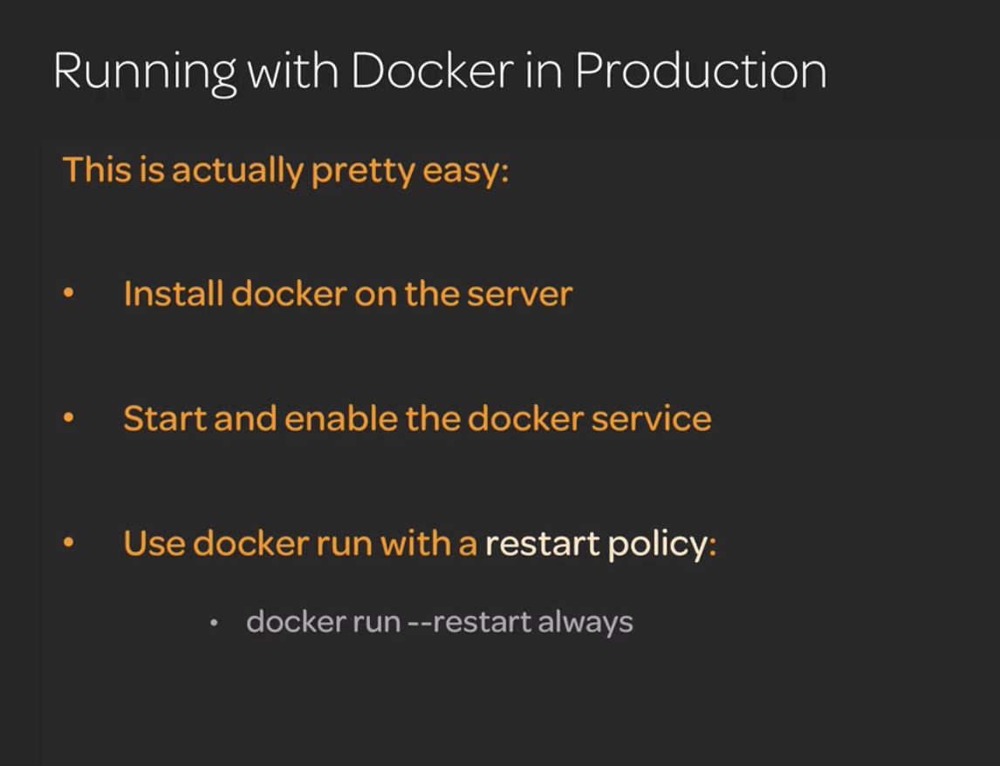 Running with Docker in Production
This is actually pretty easy:
• Install docker on the server
• Start and enable the docker service
• Use docker run with a restart policy:
• docker run --restart always